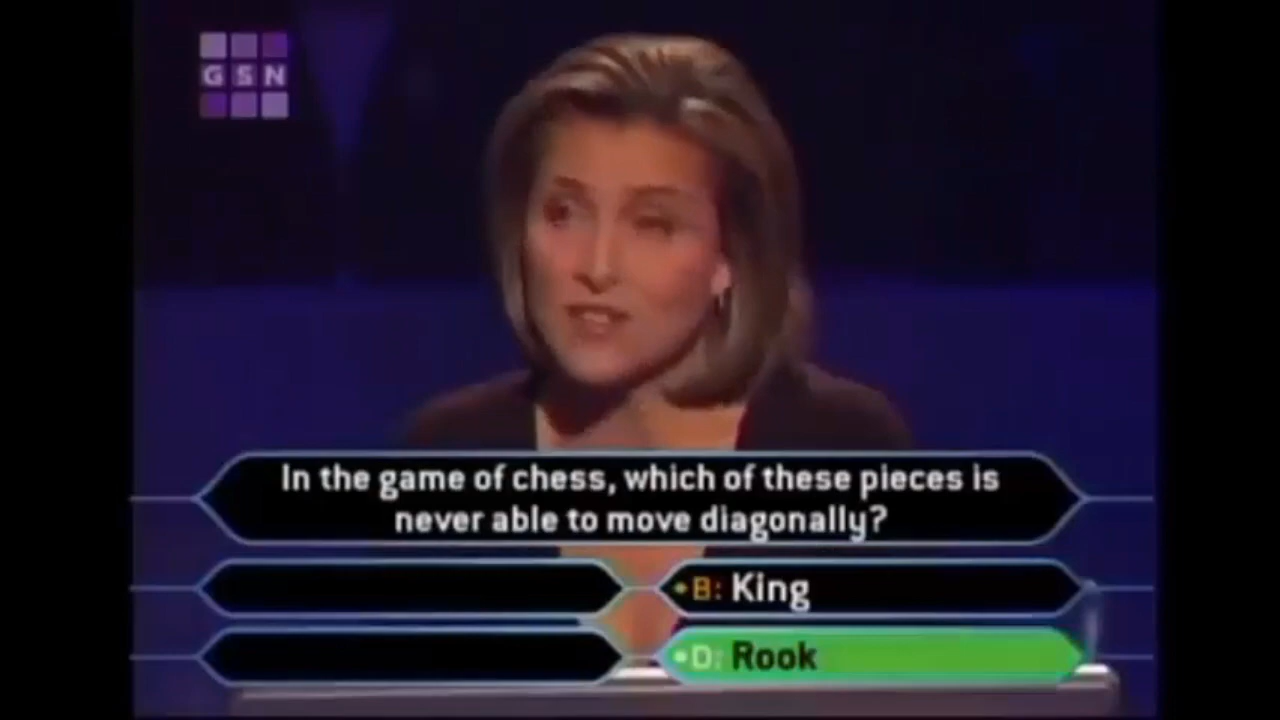 GSN
In the game of chess, which of these pieces is
never able to move diagonally?
B: King
D: Rook